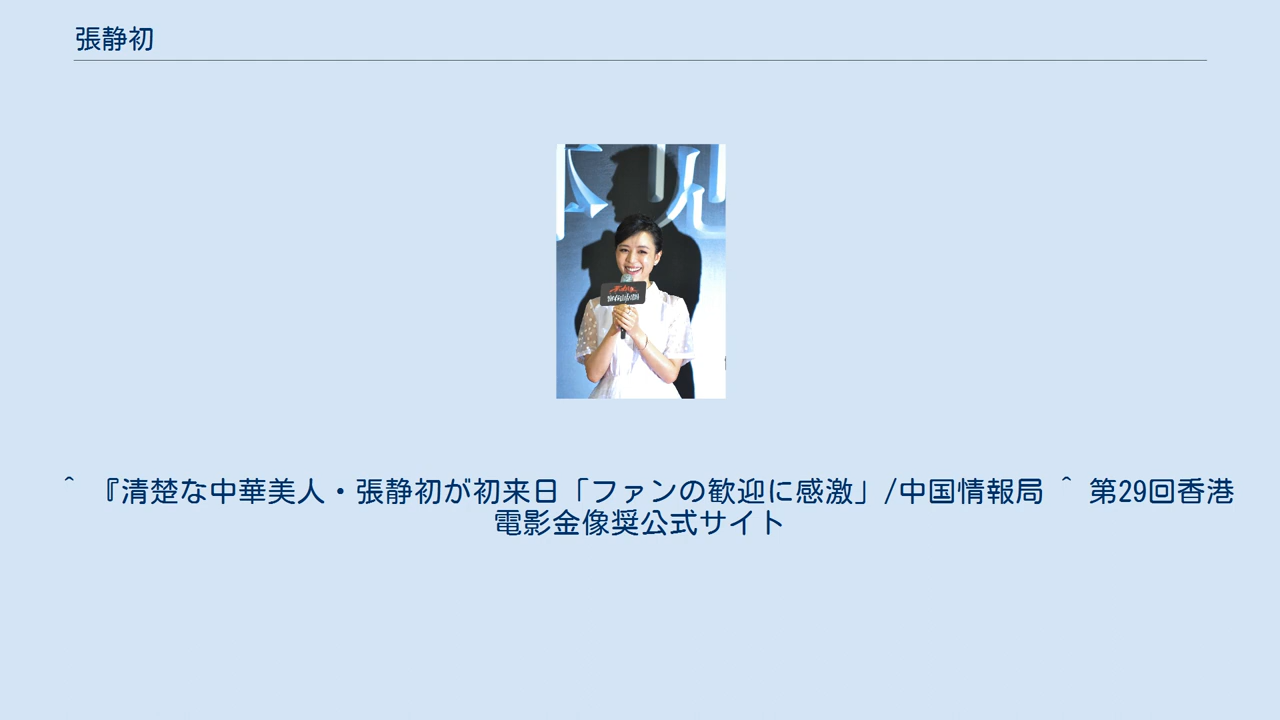 張静初
^ 『清楚な中華美人・張静初が初来日「ファンの歓迎に感激」/中国情報局 ^ 第29回香港
電影金像奨公式サイト